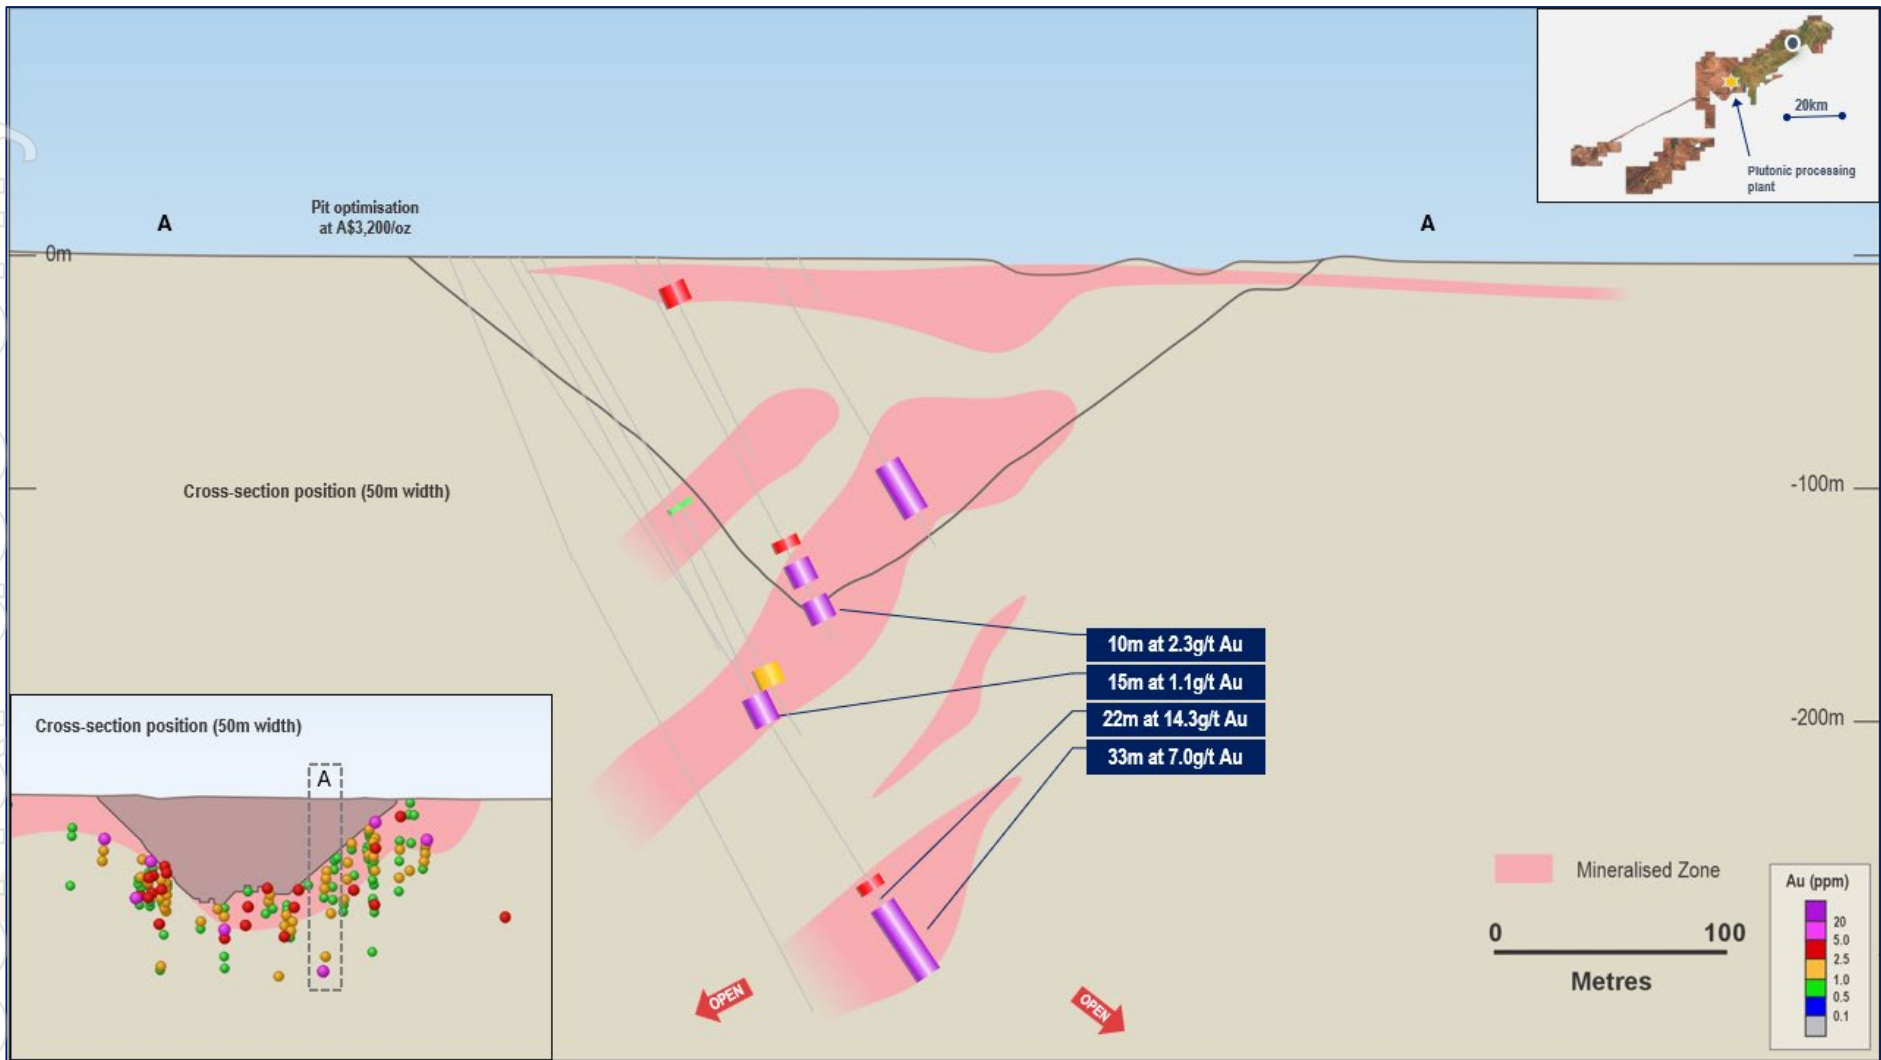 20km
Plutonic processing
plant
A
Pit optimisation
at A$3,200/oz
A
0m
Cross-section position (50m width)
-100m
10m at 2.3g/t Au
15m at 1.1g/t Au
22m at 14.3g/t Au
33m at 7.0g/t Au
-200m
Cross-section position (50m width)
A
OPEN
OPEN
Mineralised Zone
0 100
Metres
Au (ppm)
20
5.0
2.5
1.0
0.5
0.1